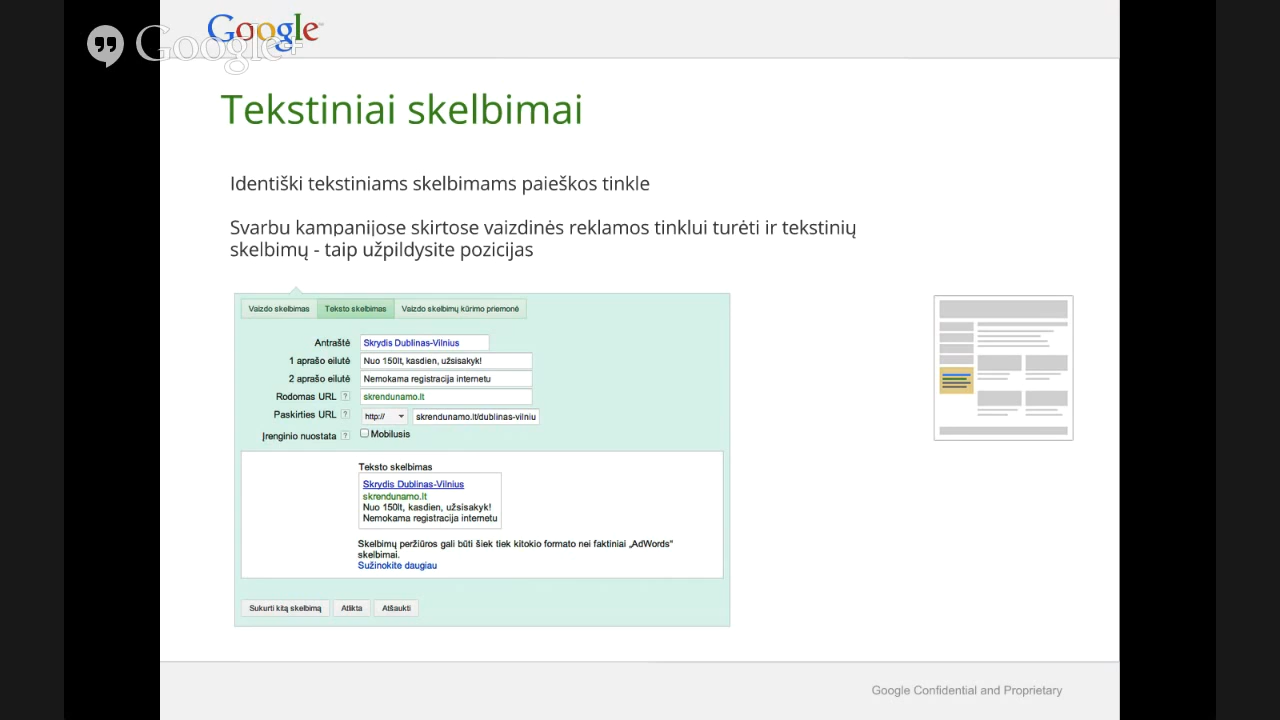 Google™
Google+
Tekstiniai skelbimai
Identiški tekstiniams skelbimams paieškos tinkle
Svarbu kampanijose skirtose vaizdinės reklamos tinklui turėti ir tekstinių
skelbimų - taip užpildysite pozicijas
Vaizdo skelbimas Teksto skelbimas Vaizdo skelbimų kūrimo priemonė
Antraštė Skrydis Dublinas-Vilnius
1 aprašo eilutė Nuo 150lt, kasdien, užsisakyk!
2 aprašo eilutė Nemokama registracija internetu
Rodomas URL ? skrendunamo.lt
Paskirties URL ? http:// skrendunamo.lt/dublinas-vilniu
Įrenginio nuostata ? Mobilusis
Teksto skelbimas
Skrydis Dublinas-Vilnius
skrendunamo.lt
Nuo 150lt, kasdien, užsisakyk!
Nemokama registracija internetu
Skelbimų peržiūros gali būti šiek tiek kitokio formato nei faktiniai „AdWords“
skelbimai.
Sužinokite daugiau
Sukurti kitą skelbimą Atlikta Atšaukti
Google Confidential and Proprietary